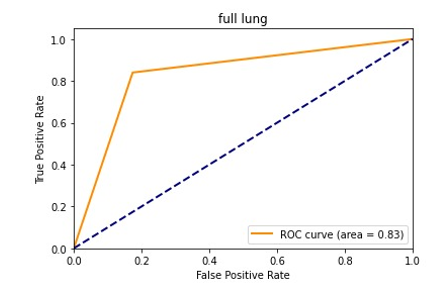 full lung
True Positive Rate
1.0
0.8
0.6
0.4
0.2
0.0
ROC curve (area = 0.83)
0.0 0.2 0.4 0.6 0.8 1.0
False Positive Rate